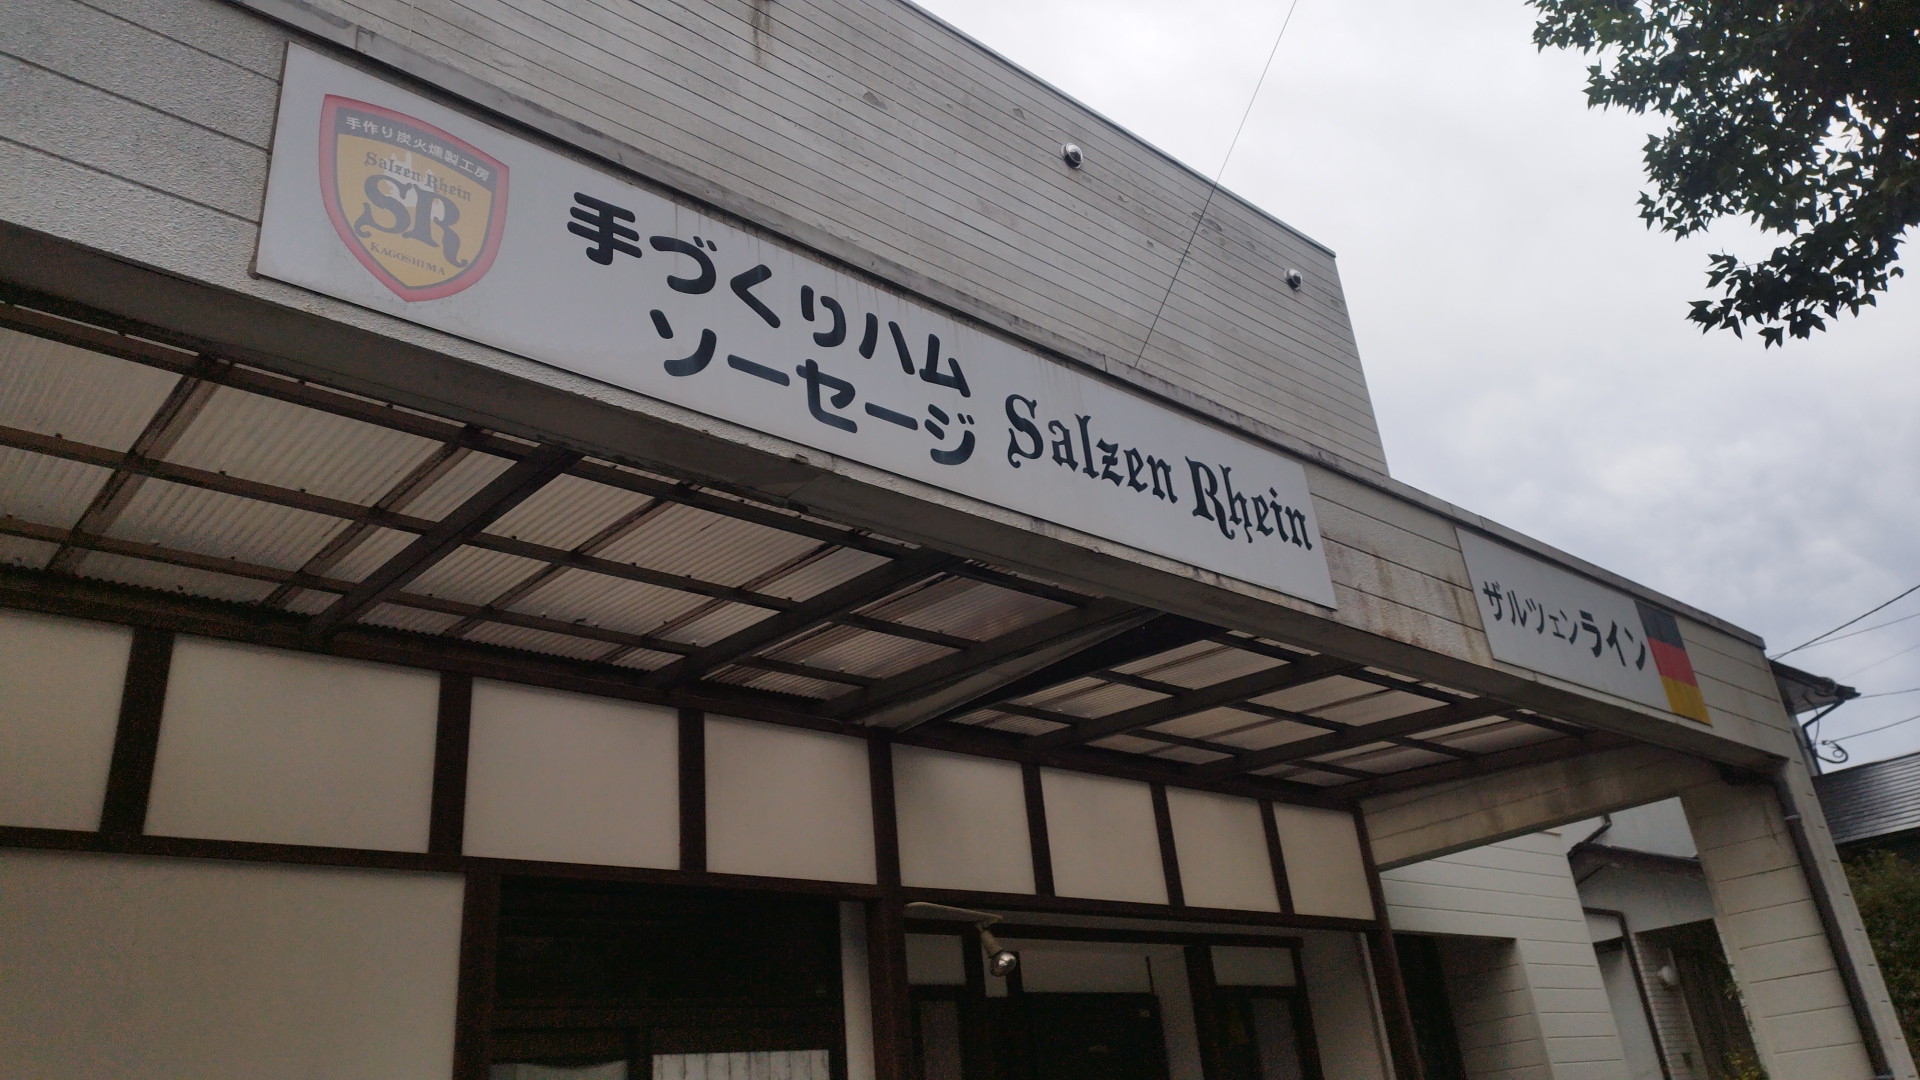 手作り炭火燻製工房
Salzen Rhein
SR
KAGOSHIMA
手づくりハム
ソーセージ
Salzen Rhein
ザルツェンライン